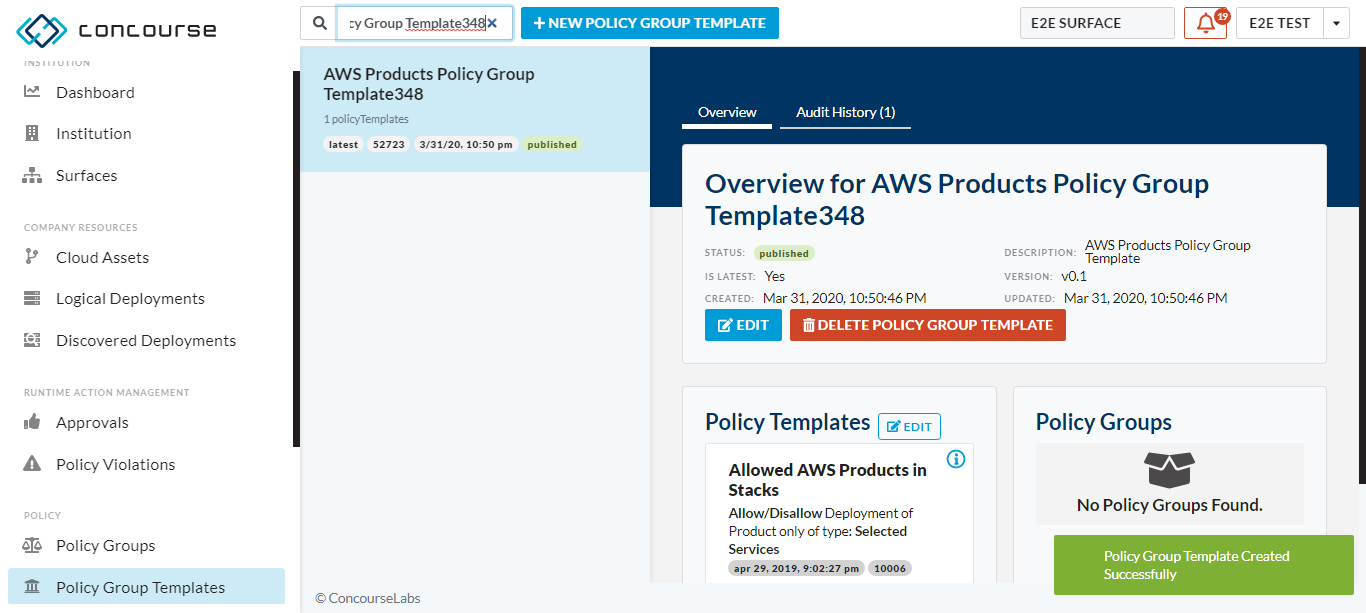 concourse
cy Group Template348
NEW POLICY GROUP TEMPLATE
E2E SURFACE
19
E2E TEST
INSTITUTION
Dashboard
Institution
Surfaces
COMPANY RESOURCES
Cloud Assets
Logical Deployments
Discovered Deployments
RUNTIME ACTION MANAGEMENT
Approvals
Policy Violations
POLICY
Policy Groups
Policy Group Templates
AWS Products Policy Group
Template348
1 policyTemplates
latest 52723 3/31/20, 10:50 pm published
Overview Audit History (1)
Overview for AWS Products Policy Group
Template348
STATUS: published
IS LATEST: Yes
CREATED: Mar 31, 2020, 10:50:46 PM
DESCRIPTION: AWS Products Policy Group
Template
VERSION: v0.1
UPDATED: Mar 31, 2020, 10:50:46 PM
EDIT DELETE POLICY GROUP TEMPLATE
Policy Templates EDIT
Allowed AWS Products in
Stacks
Allow/Disallow Deployment of
Product only of type: Selected
Services
apr 29, 2019, 9:02:27 pm 10006
Policy Groups
No Policy Groups Found.
Policy Group Template Created
Successfully
© ConcourseLabs